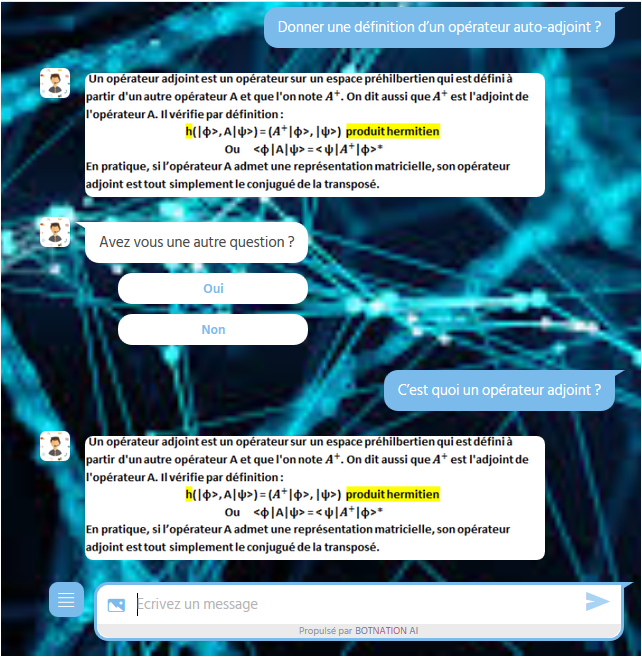 Donner une définition d'un opérateur auto-adjoint ?
Un opérateur adjoint est un opérateur sur un espace préhilbertien qui est défini à
partir d'un autre opérateur A et que l'on note A⁺. On dit aussi que A⁺ est l'adjoint de
l'opérateur A. Il vérifie par définition :
h(|ϕ>, A|ψ>) = (A⁺|ϕ>, |ψ>) produit hermitien
Ou <ϕ|A|ψ> = < ψ|A⁺|ϕ>*
En pratique, si l'opérateur A admet une représentation matricielle, son opérateur
adjoint est tout simplement le conjugué de la transposé.
Avez vous une autre question ?
Oui
Non
C'est quoi un opérateur adjoint ?
Un opérateur adjoint est un opérateur sur un espace préhilbertien qui est défini à
partir d'un autre opérateur A et que l'on note A⁺. On dit aussi que A⁺ est l'adjoint de
l'opérateur A. Il vérifie par définition :
h(|ϕ>, A|ψ>) = (A⁺|ϕ>, |ψ>) produit hermitien
Ou <ϕ|A|ψ> = < ψ|A⁺|ϕ>*
En pratique, si l'opérateur A admet une représentation matricielle, son opérateur
adjoint est tout simplement le conjugué de la transposé.
Ecrivez un message
Propulsé par BOTNATION AI